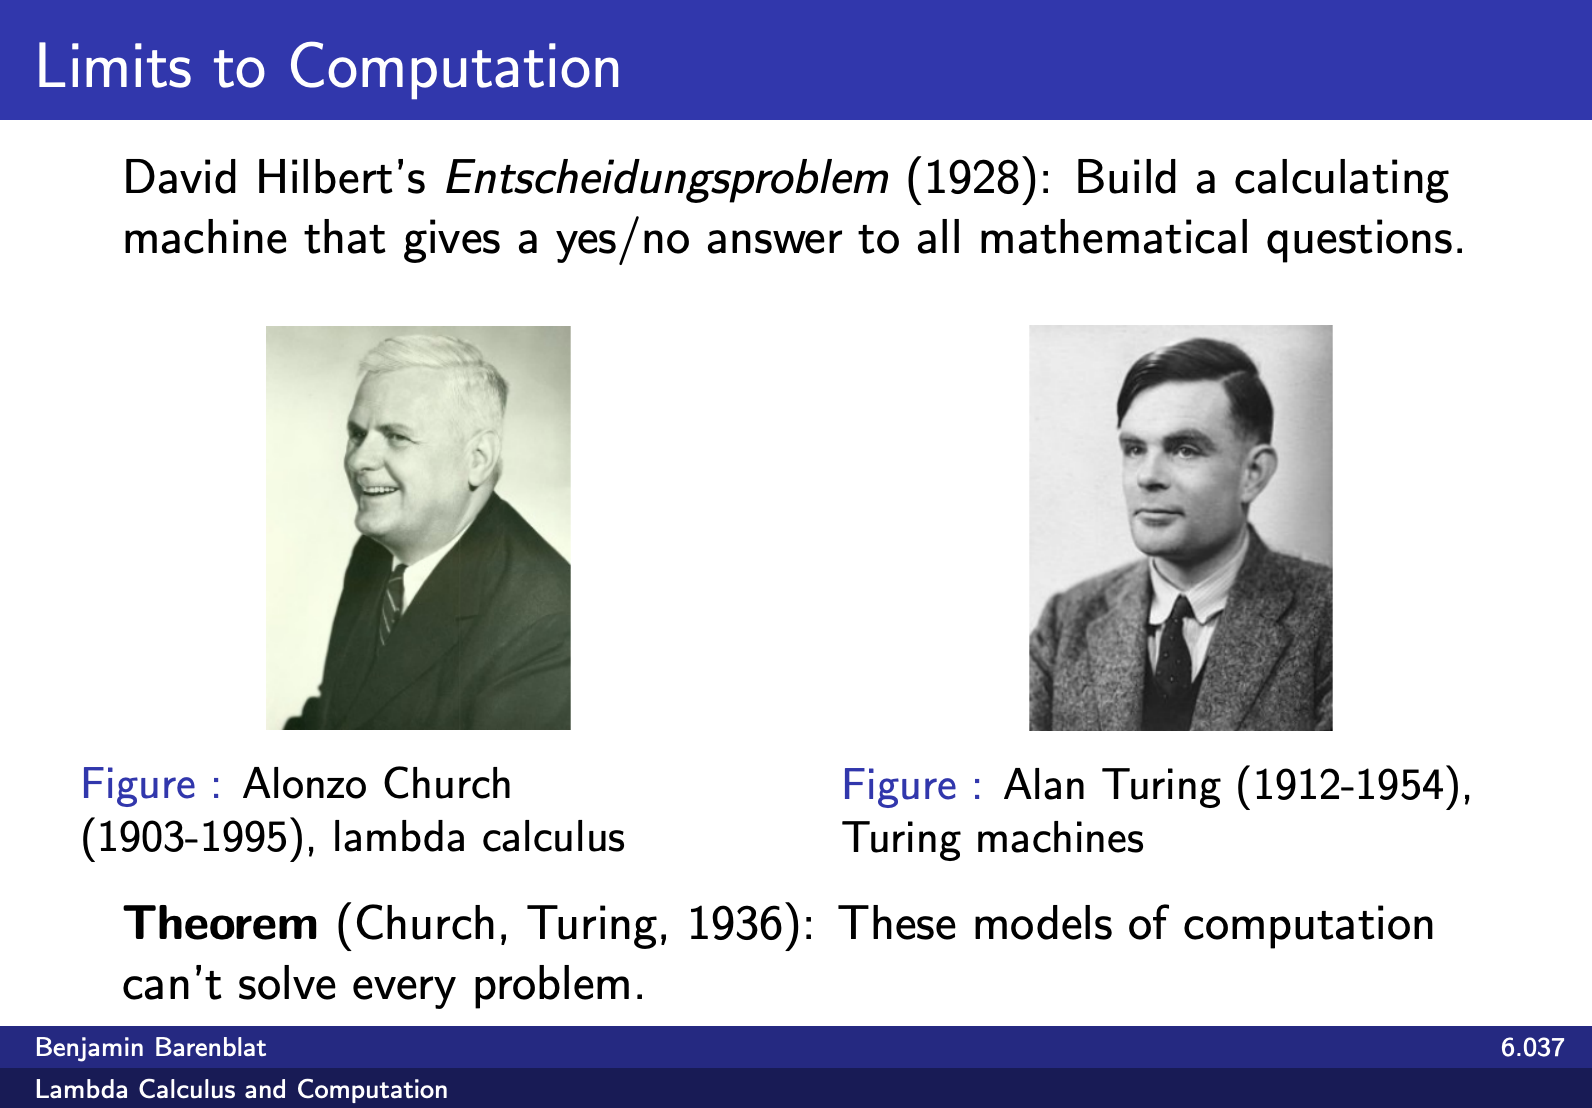 Limits to Computation
David Hilbert's Entscheidungsproblem (1928): Build a calculating
machine that gives a yes/no answer to all mathematical questions.
Figure : Alonzo Church
(1903-1995), lambda calculus
Figure : Alan Turing (1912-1954),
Turing machines
Theorem (Church, Turing, 1936): These models of computation
can't solve every problem.
Benjamin Barenblat
6.037
Lambda Calculus and Computation